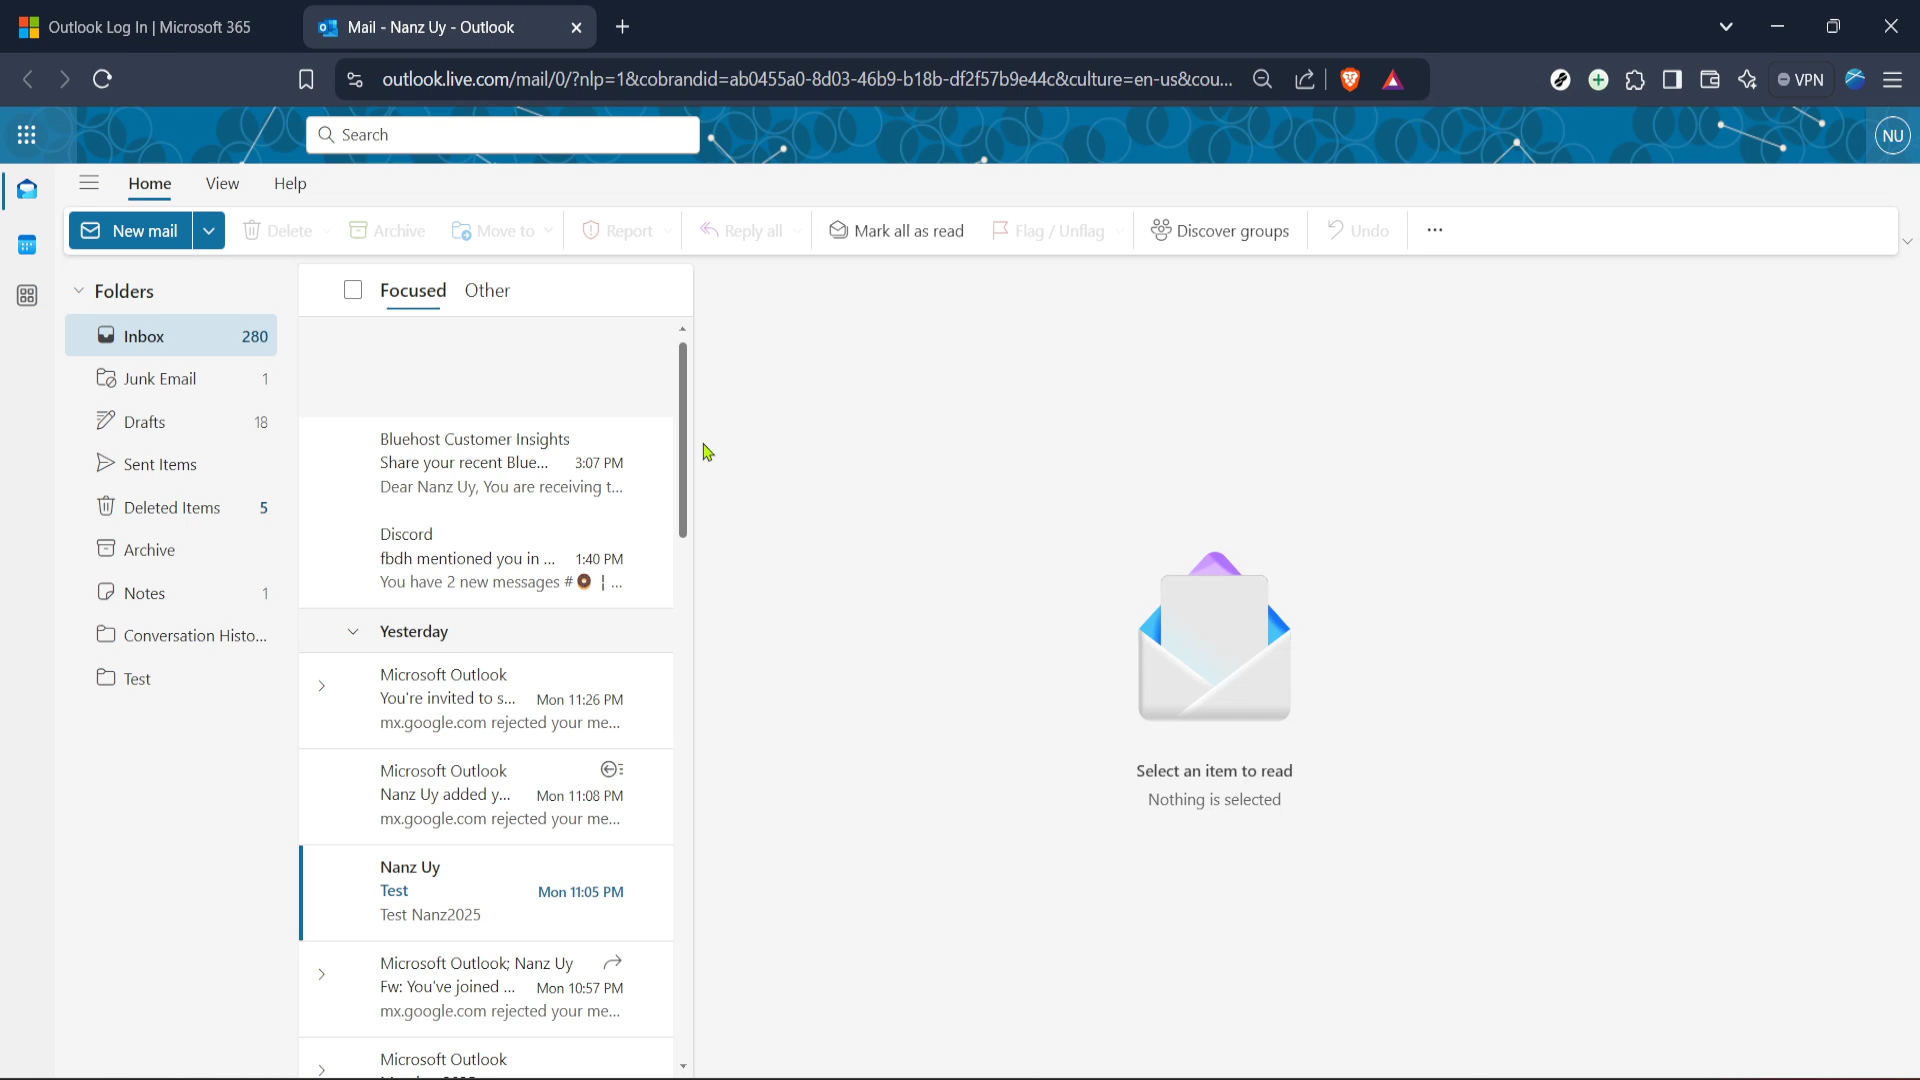 Outlook Log In | Microsoft 365
Mail - Nanz Uy - Outlook
outlook.live.com/mail/0/?nlp=1&cobrandid=ab0455a0-8d03-46b9-b18b-df2f57b9e44c&culture=en-us&cou...
VPN
Search
NU
Home View Help
New mail Delete Archive Move to Report Reply all Mark all as read Flag / Unflag Discover groups Undo ...
Folders
Inbox 280
Junk Email 1
Drafts 18
Sent Items
Deleted Items 5
Archive
Notes 1
Conversation Histo...
Test
Focused Other
Bluehost Customer Insights
Share your recent Blue... 3:07 PM
Dear Nanz Uy, You are receiving t...
Discord
fbdh mentioned you in ... 1:40 PM
You have 2 new messages #🍩 ¦ ...
Yesterday
Microsoft Outlook
You're invited to s... Mon 11:26 PM
mx.google.com rejected your me...
Microsoft Outlook
Nanz Uy added y... Mon 11:08 PM
mx.google.com rejected your me...
Nanz Uy
Test Mon 11:05 PM
Test Nanz2025
Microsoft Outlook; Nanz Uy
Fw: You've joined ... Mon 10:57 PM
mx.google.com rejected your me...
Microsoft Outlook
Select an item to read
Nothing is selected